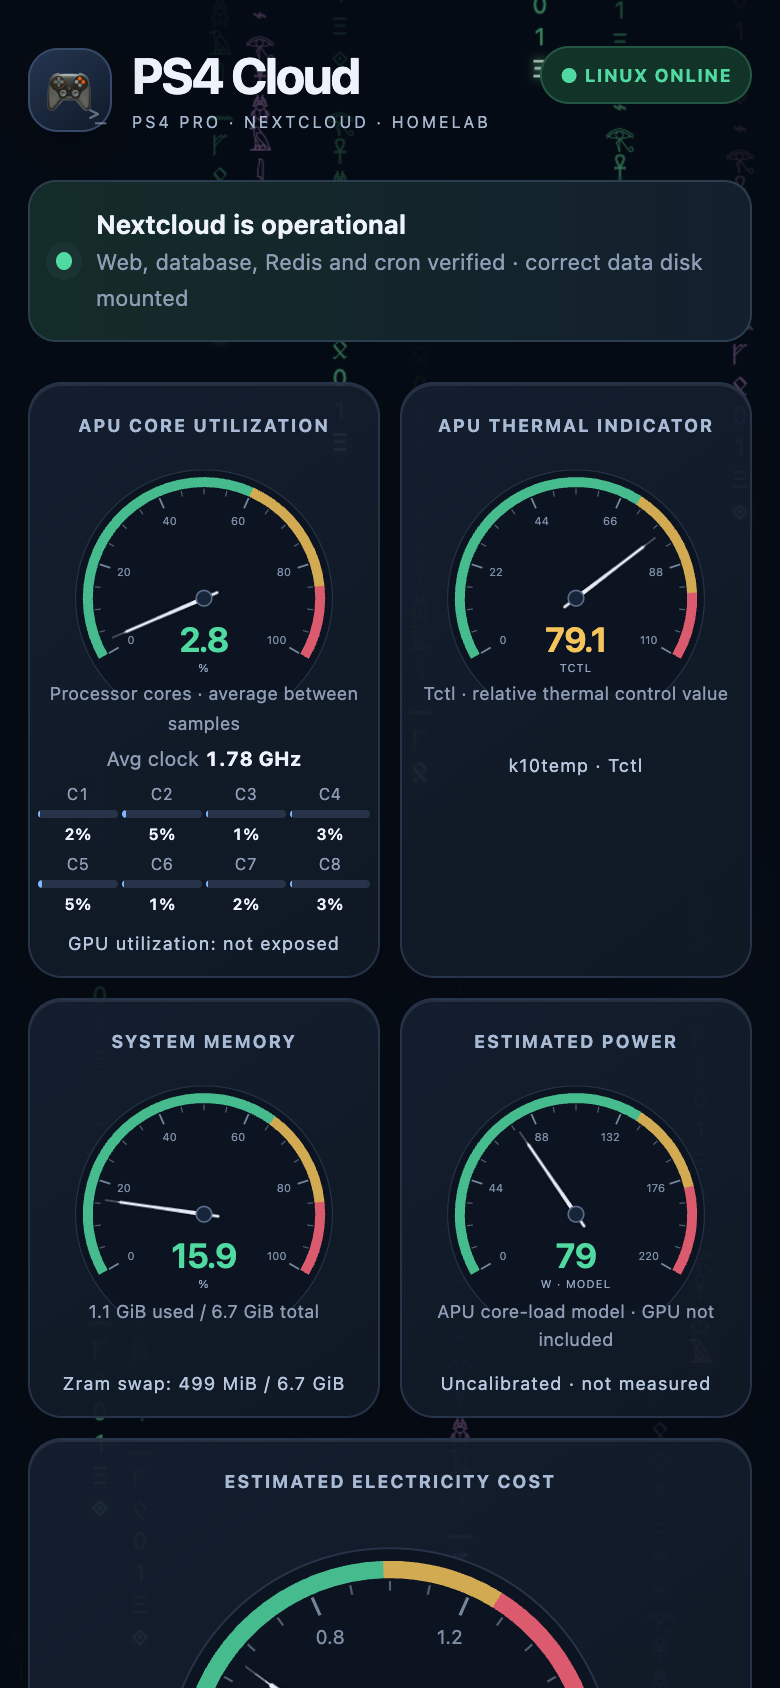 PS4 Cloud
PS4 PRO · NEXTCLOUD · HOMELAB
LINUX ONLINE
Nextcloud is operational
Web, database, Redis and cron verified · correct data disk
mounted
APU CORE UTILIZATION
0
20
40
60
80
100
2.8
%
Processor cores · average between
samples
Avg clock 1.78 GHz
C1 C2 C3 C4
2% 5% 1% 3%
C5 C6 C7 C8
5% 1% 2% 3%
GPU utilization: not exposed
APU THERMAL INDICATOR
0
22
44
66
88
110
79.1
TCTL
Tctl · relative thermal control value
k10temp · Tctl
SYSTEM MEMORY
0
20
40
60
80
100
15.9
%
1.1 GiB used / 6.7 GiB total
Zram swap: 499 MiB / 6.7 GiB
ESTIMATED POWER
0
44
88
132
176
220
79
W · MODEL
APU core-load model · GPU not
included
Uncalibrated · not measured
ESTIMATED ELECTRICITY COST
0.8
1.2